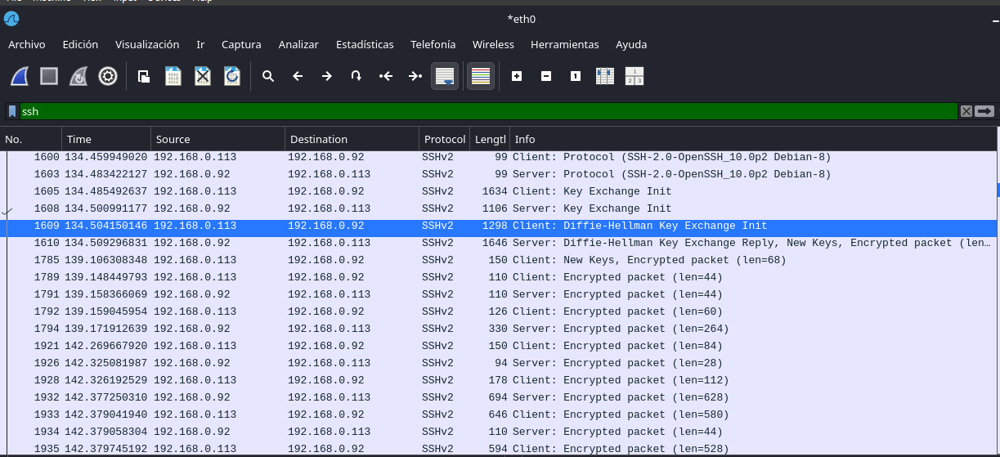 *eth0
Archivo Edición Visualización Ir Captura Analizar Estadísticas Telefonía Wireless Herramientas Ayuda
ssh
No. Time Source Destination Protocol Lengtl Info
1600 134.459949020 192.168.0.113 192.168.0.92 SSHv2 99 Client: Protocol (SSH-2.0-OpenSSH_10.0p2 Debian-8)
1603 134.483422127 192.168.0.92 192.168.0.113 SSHv2 99 Server: Protocol (SSH-2.0-OpenSSH_10.0p2 Debian-8)
1605 134.485492637 192.168.0.113 192.168.0.92 SSHv2 1634 Client: Key Exchange Init
1608 134.500991177 192.168.0.92 192.168.0.113 SSHv2 1106 Server: Key Exchange Init
1609 134.504150146 192.168.0.113 192.168.0.92 SSHv2 1298 Client: Diffie-Hellman Key Exchange Init
1610 134.509296831 192.168.0.92 192.168.0.113 SSHv2 1646 Server: Diffie-Hellman Key Exchange Reply, New Keys, Encrypted packet (len…
1785 139.106308348 192.168.0.113 192.168.0.92 SSHv2 150 Client: New Keys, Encrypted packet (len=68)
1789 139.148449793 192.168.0.113 192.168.0.92 SSHv2 110 Client: Encrypted packet (len=44)
1791 139.158366069 192.168.0.92 192.168.0.113 SSHv2 110 Server: Encrypted packet (len=44)
1792 139.159045954 192.168.0.113 192.168.0.92 SSHv2 126 Client: Encrypted packet (len=60)
1794 139.171912639 192.168.0.92 192.168.0.113 SSHv2 330 Server: Encrypted packet (len=264)
1921 142.269667920 192.168.0.113 192.168.0.92 SSHv2 150 Client: Encrypted packet (len=84)
1926 142.325081987 192.168.0.92 192.168.0.113 SSHv2 94 Server: Encrypted packet (len=28)
1928 142.326192529 192.168.0.113 192.168.0.92 SSHv2 178 Client: Encrypted packet (len=112)
1932 142.377250310 192.168.0.92 192.168.0.113 SSHv2 694 Server: Encrypted packet (len=628)
1933 142.379041940 192.168.0.113 192.168.0.92 SSHv2 646 Client: Encrypted packet (len=580)
1934 142.379058304 192.168.0.92 192.168.0.113 SSHv2 110 Server: Encrypted packet (len=44)
1935 142.379745192 192.168.0.113 192.168.0.92 SSHv2 594 Client: Encrypted packet (len=528)